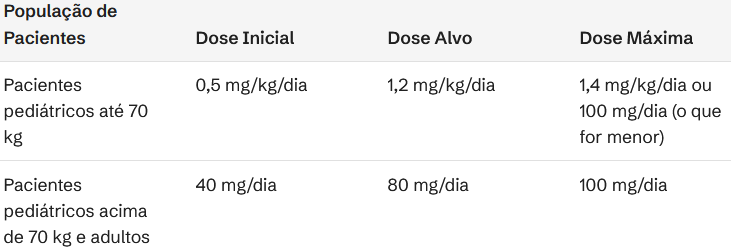 População de
Pacientes
Dose Inicial
Dose Alvo
Dose Máxima
Pacientes
pediátricos até 70
kg
0,5 mg/kg/dia
1,2 mg/kg/dia
1,4 mg/kg/dia ou
100 mg/dia (o que
for menor)
Pacientes
pediátricos acima
de 70 kg e adultos
40 mg/dia
80 mg/dia
100 mg/dia